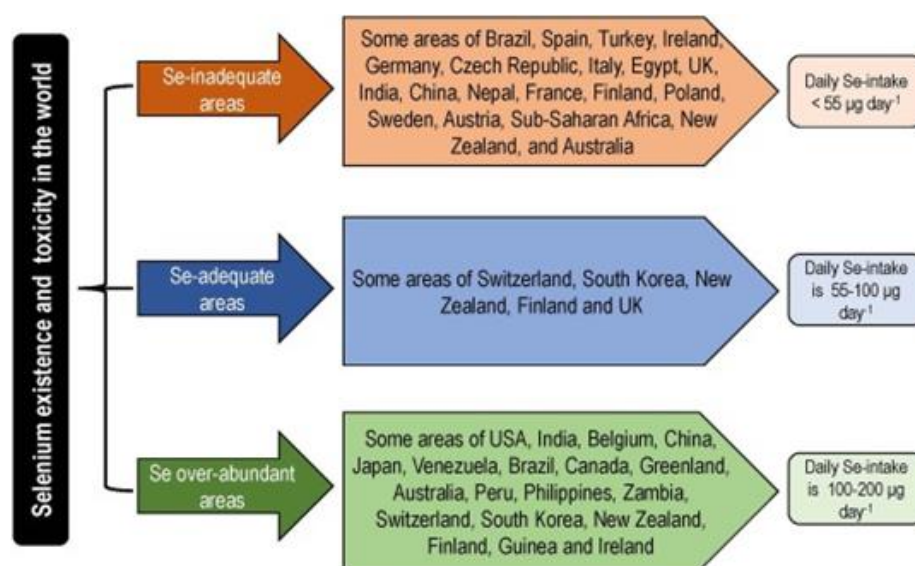 Selenium existence and toxicity in the world
Se-inadequate
areas
Some areas of Brazil, Spain, Turkey, Ireland,
Germany, Czech Republic, Italy, Egypt, UK,
India, China, Nepal, France, Finland, Poland,
Sweden, Austria, Sub-Saharan Africa, New
Zealand, and Australia
Daily Se-intake
< 55 µg day⁻¹
Se-adequate
areas
Some areas of Switzerland, South Korea, New
Zealand, Finland and UK
Daily Se-intake
is 55-100 µg
day⁻¹
Se over-abundant
areas
Some areas of USA, India, Belgium, China,
Japan, Venezuela, Brazil, Canada, Greenland,
Australia, Peru, Philippines, Zambia,
Switzerland, South Korea, New Zealand,
Finland, Guinea and Ireland
Daily Se-intake
is 100-200 µg
day⁻¹